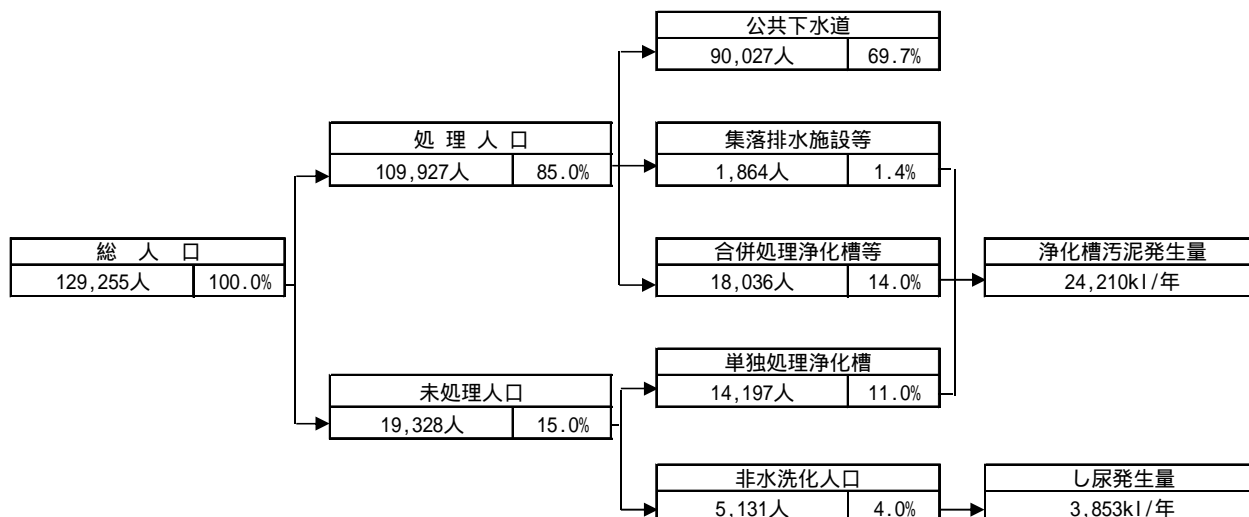 公共下水道
90,027人 69.7%
処 理 人 口
109,927人 85.0%
集落排水施設等
1,864人 1.4%
総 人 口
129,255人 100.0%
合併処理浄化槽等
18,036人 14.0%
浄化槽汚泥発生量
24,210kl/年
未処理人口
19,328人 15.0%
単独処理浄化槽
14,197人 11.0%
非水洗化人口
5,131人 4.0%
し尿発生量
3,853kl/年